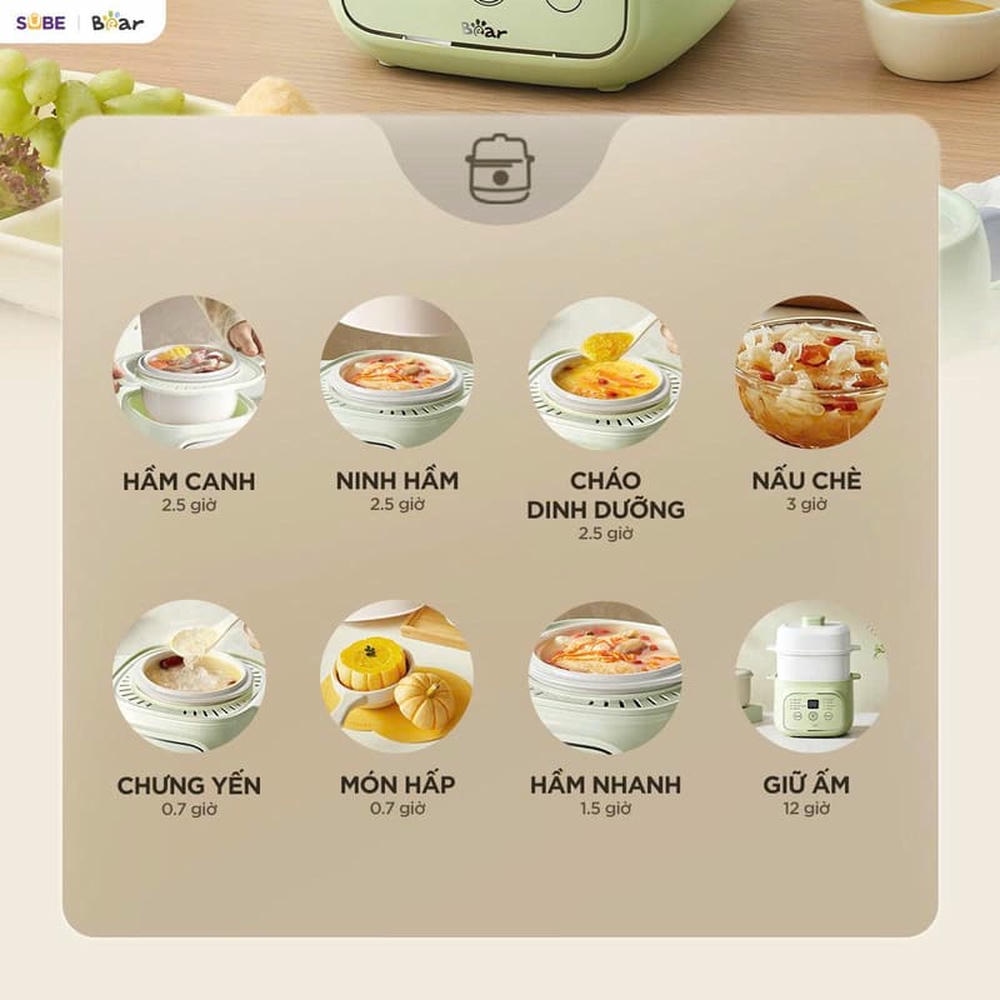 SUBE | Bear
Bear
HẦM CANH
2.5 giờ
NINH HẦM
2.5 giờ
CHÁO
DINH DƯỠNG
2.5 giờ
NẤU CHÈ
3 giờ
CHƯNG YẾN
0.7 giờ
MÓN HẤP
0.7 giờ
HẦM NHANH
1.5 giờ
GIỮ ẤM
12 giờ